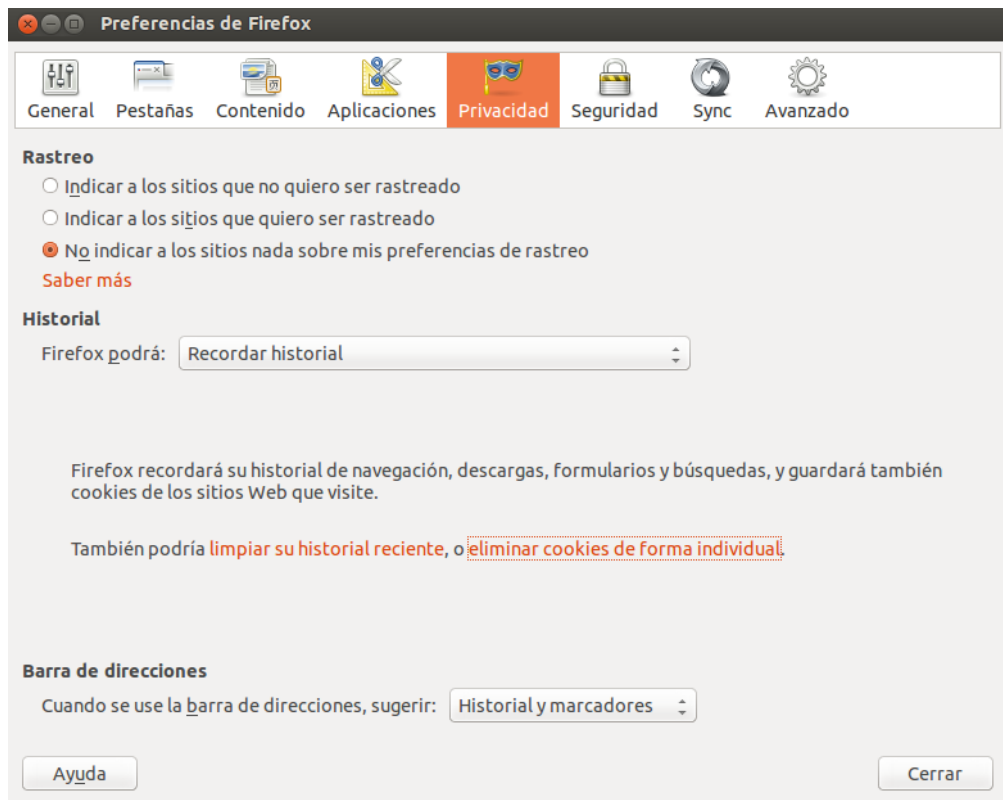 Preferencias de Firefox
General Pestañas Contenido Aplicaciones Privacidad Seguridad Sync Avanzado
Rastreo
Indicar a los sitios que no quiero ser rastreado
Indicar a los sitios que quiero ser rastreado
No indicar a los sitios nada sobre mis preferencias de rastreo
Saber más
Historial
Firefox podrá: Recordar historial
Firefox recordará su historial de navegación, descargas, formularios y búsquedas, y guardará también
cookies de los sitios Web que visite.
También podría limpiar su historial reciente, o eliminar cookies de forma individual.
Barra de direcciones
Cuando se use la barra de direcciones, sugerir: Historial y marcadores
Ayuda Cerrar